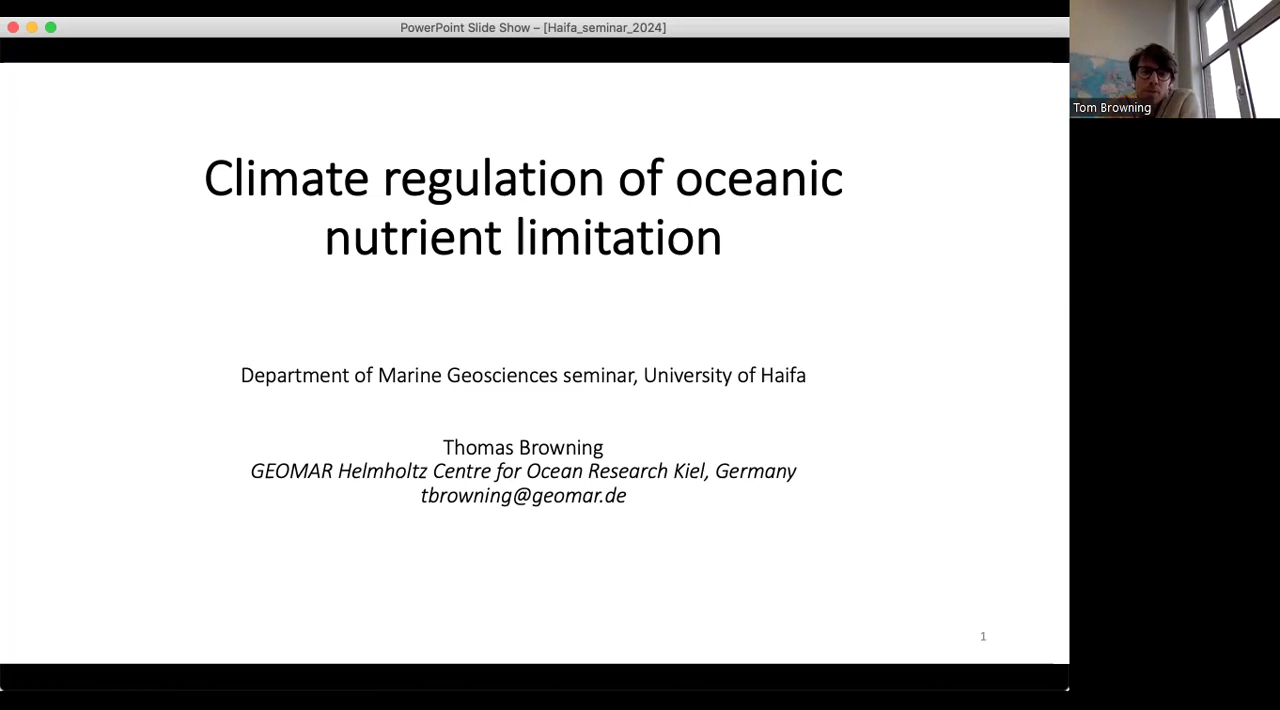 PowerPoint Slide Show – [Haifa_seminar_2024]
Tom Browning
Climate regulation of oceanic
nutrient limitation
Department of Marine Geosciences seminar, University of Haifa
Thomas Browning
GEOMAR Helmholtz Centre for Ocean Research Kiel, Germany
tbrowning@geomar.de
1